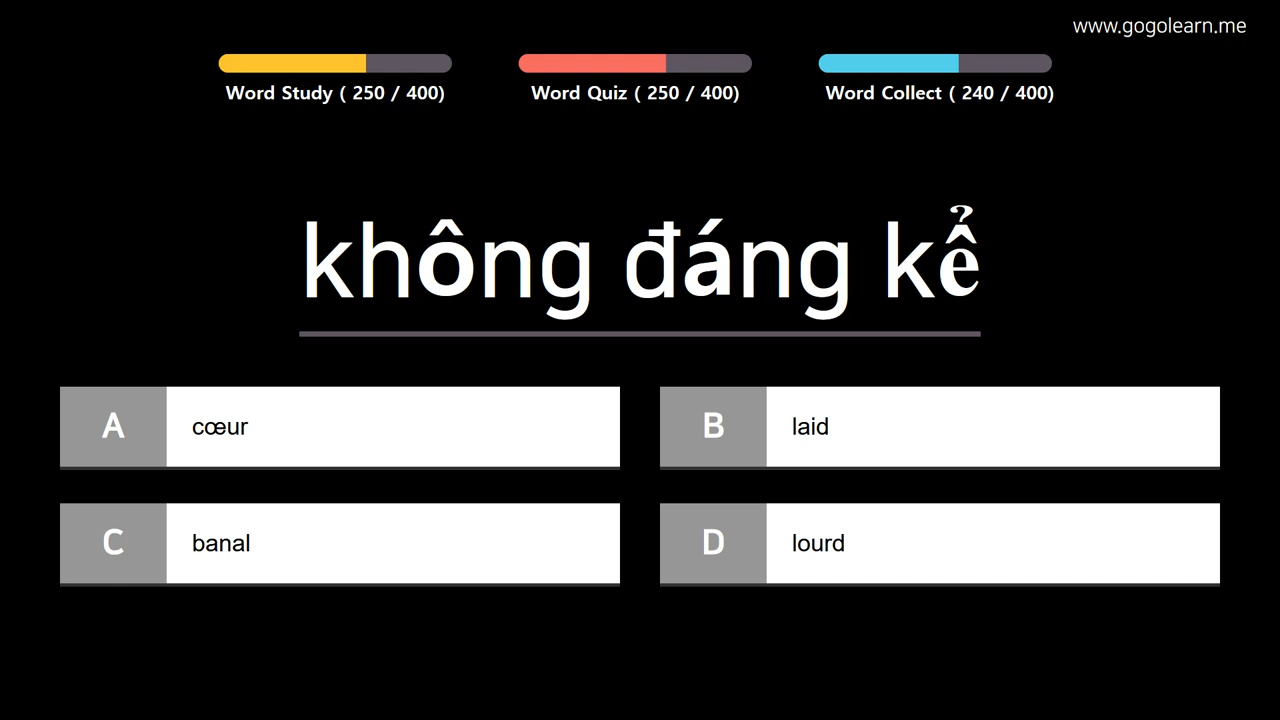 www.gogolearn.me
Word Study ( 250 / 400)
Word Quiz ( 250 / 400)
Word Collect ( 240 / 400)
không đáng kể
A cœur
B laid
C banal
D lourd